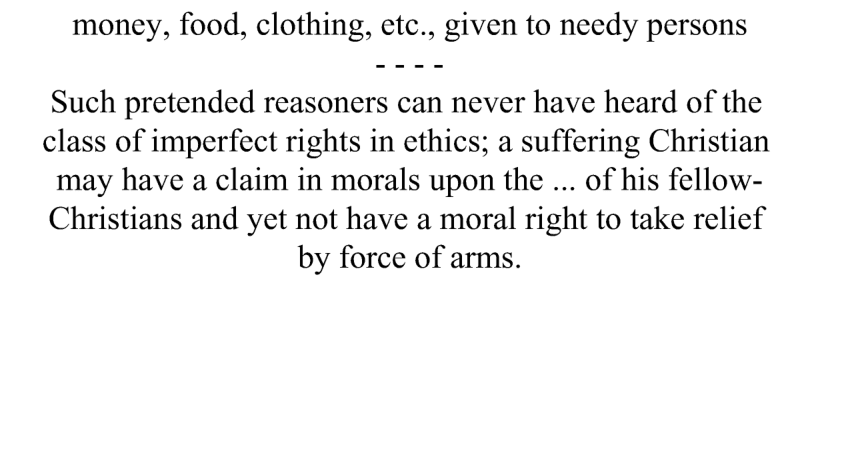 money, food, clothing, etc., given to needy persons
- - - -
Such pretended reasoners can never have heard of the
class of imperfect rights in ethics; a suffering Christian
may have a claim in morals upon the ... of his fellow-
Christians and yet not have a moral right to take relief
by force of arms.